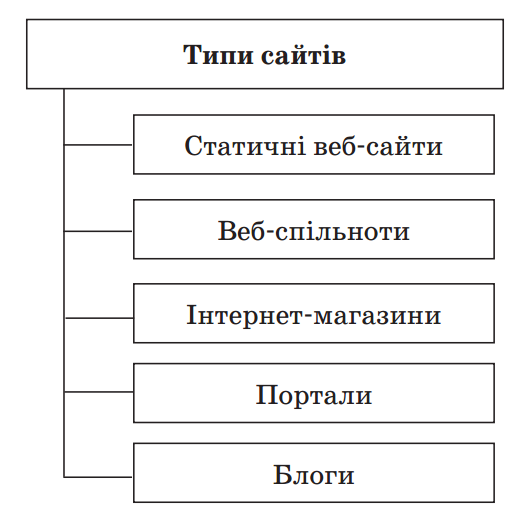 Типи сайтів
Статичні веб-сайти
Веб-спільноти
Інтернет-магазини
Портали
Блоги